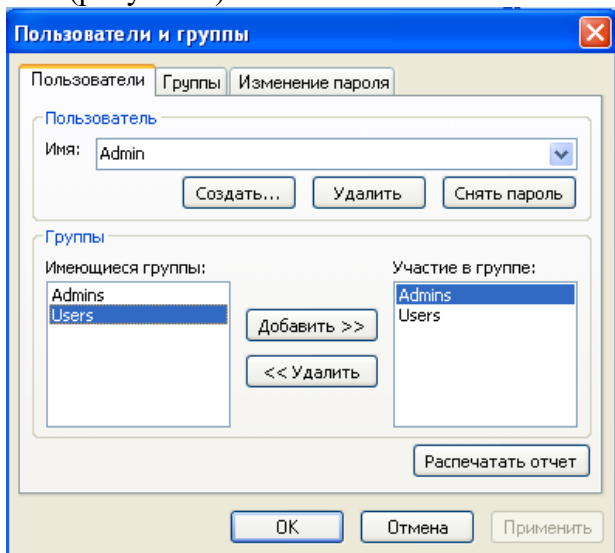 Пользователи и группы
Пользователи Группы Изменение пароля
Пользователь
Имя: Admin
Создать... Удалить Снять пароль
Группы
Имеющиеся группы: Участие в группе:
Admins Admins
Users Users
Добавить >>
<< Удалить
Распечатать отчет
ОК Отмена Применить